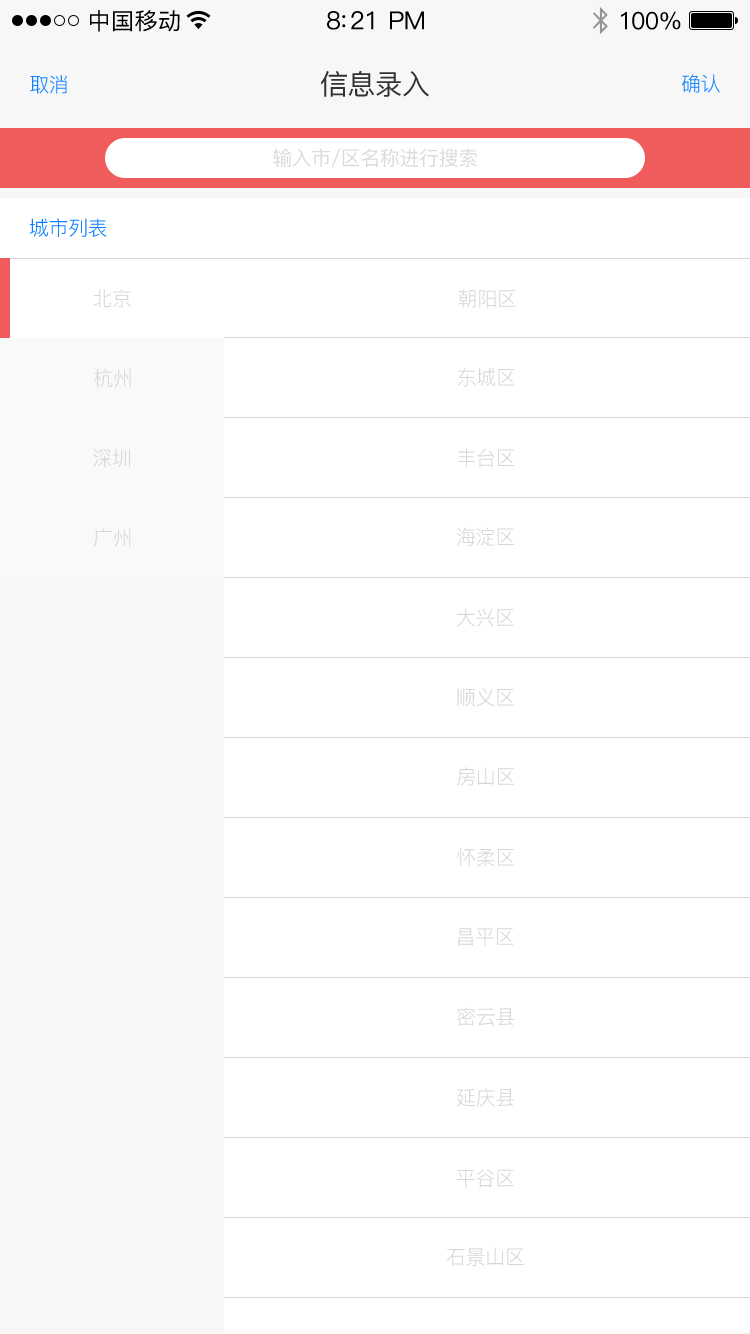 中国移动 8:21 PM 100%
取消 信息录入 确认
输入市/区名称进行搜索
城市列表
北京 朝阳区
杭州 东城区
深圳 丰台区
广州 海淀区
大兴区
顺义区
房山区
怀柔区
昌平区
密云县
延庆县
平谷区
石景山区